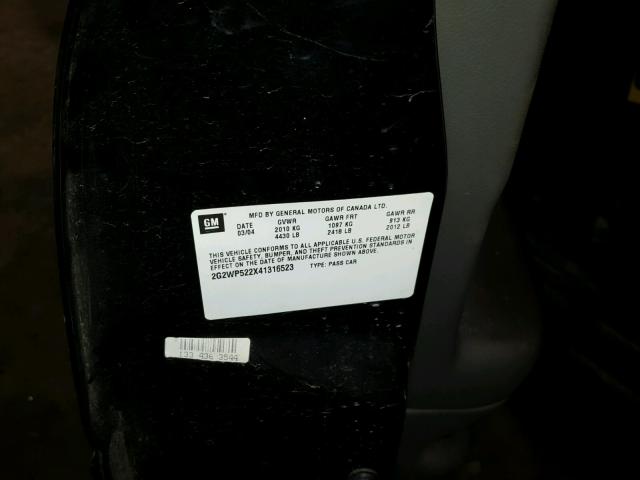 GM
MFD BY GENERAL MOTORS OF CANADA LTD.
DATE GVWR GAWR FRT GAWR RR
03/04 2010 KG 1097 KG 913 KG
4430 LB 2418 LB 2012 LB
THIS VEHICLE CONFORMS TO ALL APPLICABLE U.S. FEDERAL MOTOR
VEHICLE SAFETY, BUMPER, AND THEFT PREVENTION STANDARDS IN
EFFECT ON THE DATE OF MANUFACTURE SHOWN ABOVE.
2G2WP522X41316523 TYPE: PASS CAR
133 436 3544